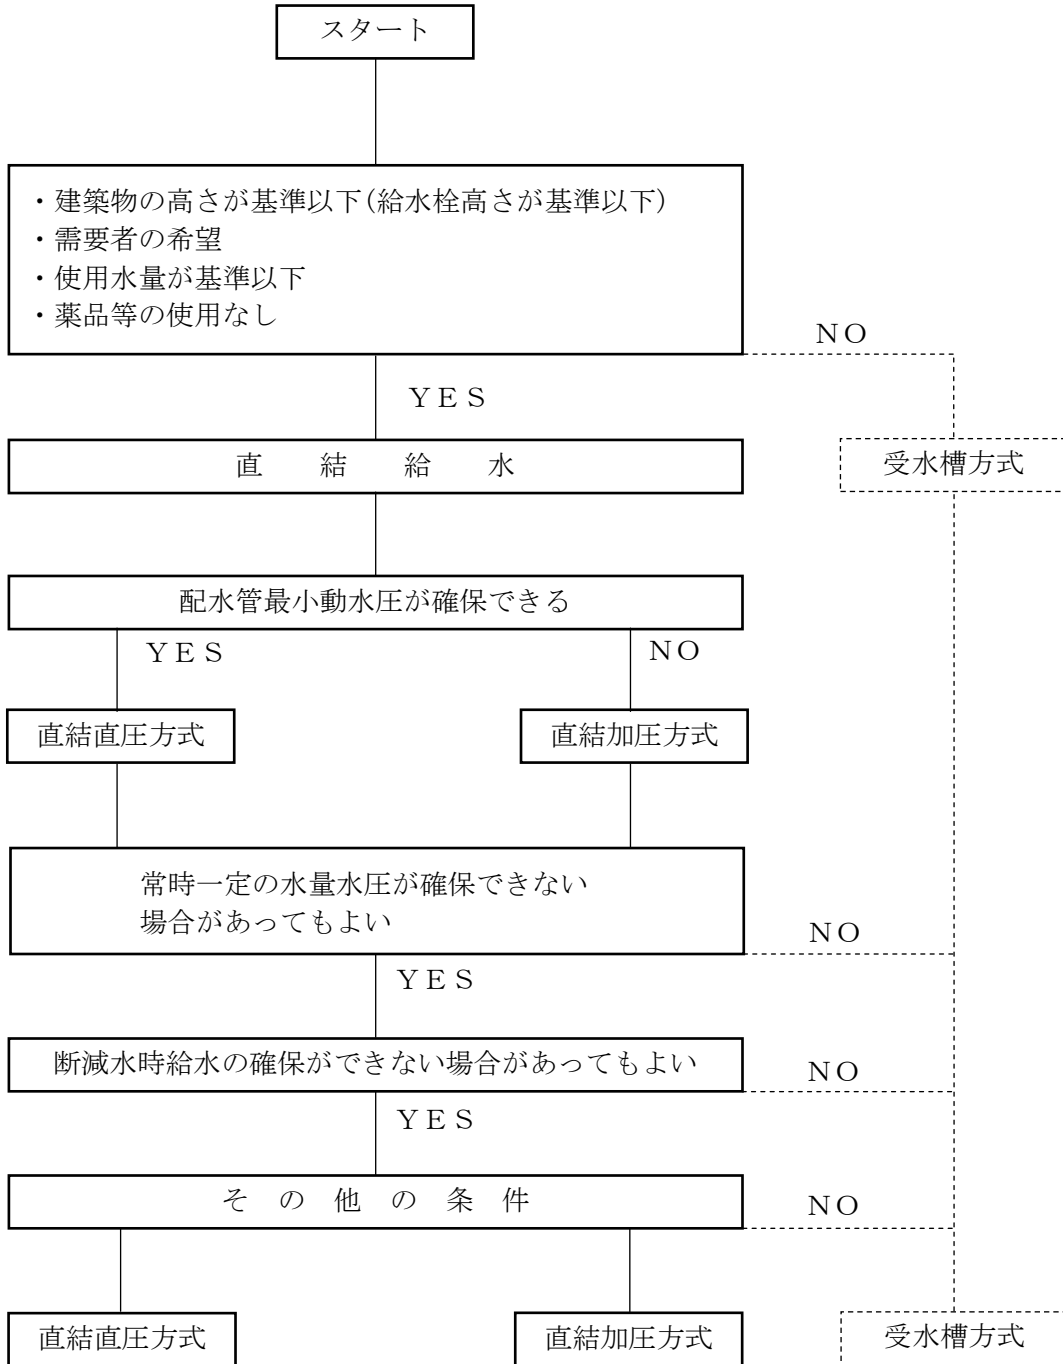 スタート
・建築物の高さが基準以下(給水栓高さが基準以下)
・需要者の希望
・使用水量が基準以下
・薬品等の使用なし
ＮＯ
ＹＥＳ
直　結　給　水
受水槽方式
配水管最小動水圧が確保できる
ＹＥＳ
ＮＯ
直結直圧方式
直結加圧方式
常時一定の水量水圧が確保できない
場合があってもよい
ＮＯ
ＹＥＳ
断減水時給水の確保ができない場合があってもよい
ＮＯ
ＹＥＳ
そ　の　他　の　条　件
ＮＯ
直結直圧方式
直結加圧方式
受水槽方式